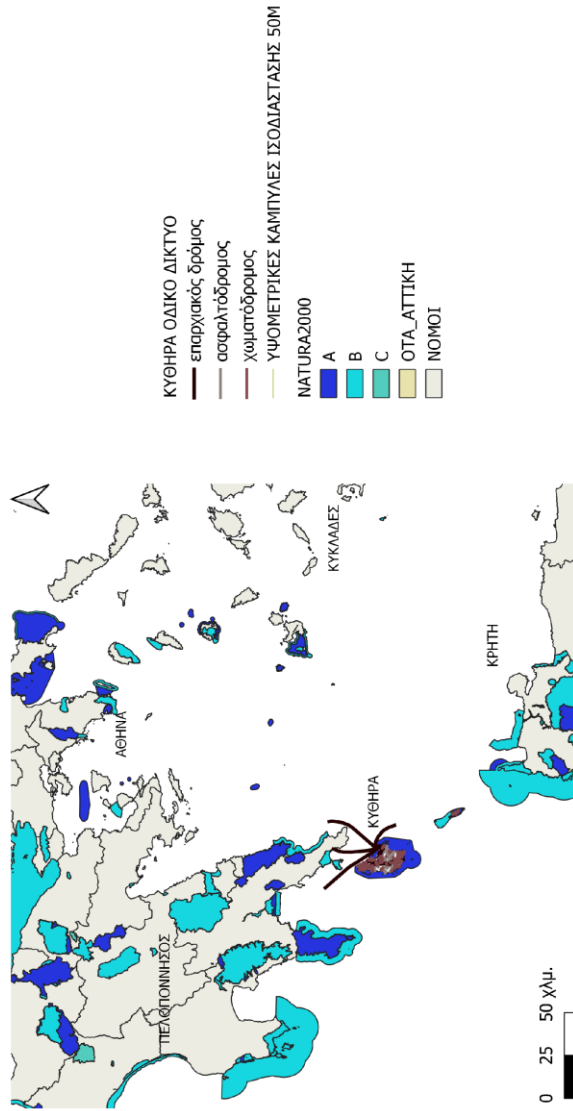 ΚΥΘΗΡΑ ΟΔΙΚΟ ΔΙΚΤΥΟ
επαρχιακός δρόμος
ασφαλτόδρομος
χωματόδρομος
ΥΨΟΜΕΤΡΙΚΕΣ ΚΑΜΠΥΛΕΣ ΙΣΟΔΙΑΣΤΑΣΗΣ 50Μ
NATURA2000
A
B
C
ΟΤΑ_ΑΤΤΙΚΗ
ΝΟΜΟΙ
ΑΘΗΝΑ
ΠΕΛΟΠΟΝΝΗΣΟΣ
ΚΥΚΛΑΔΕΣ
ΚΥΘΗΡΑ
ΚΡΗΤΗ
0 25 50 χλμ.